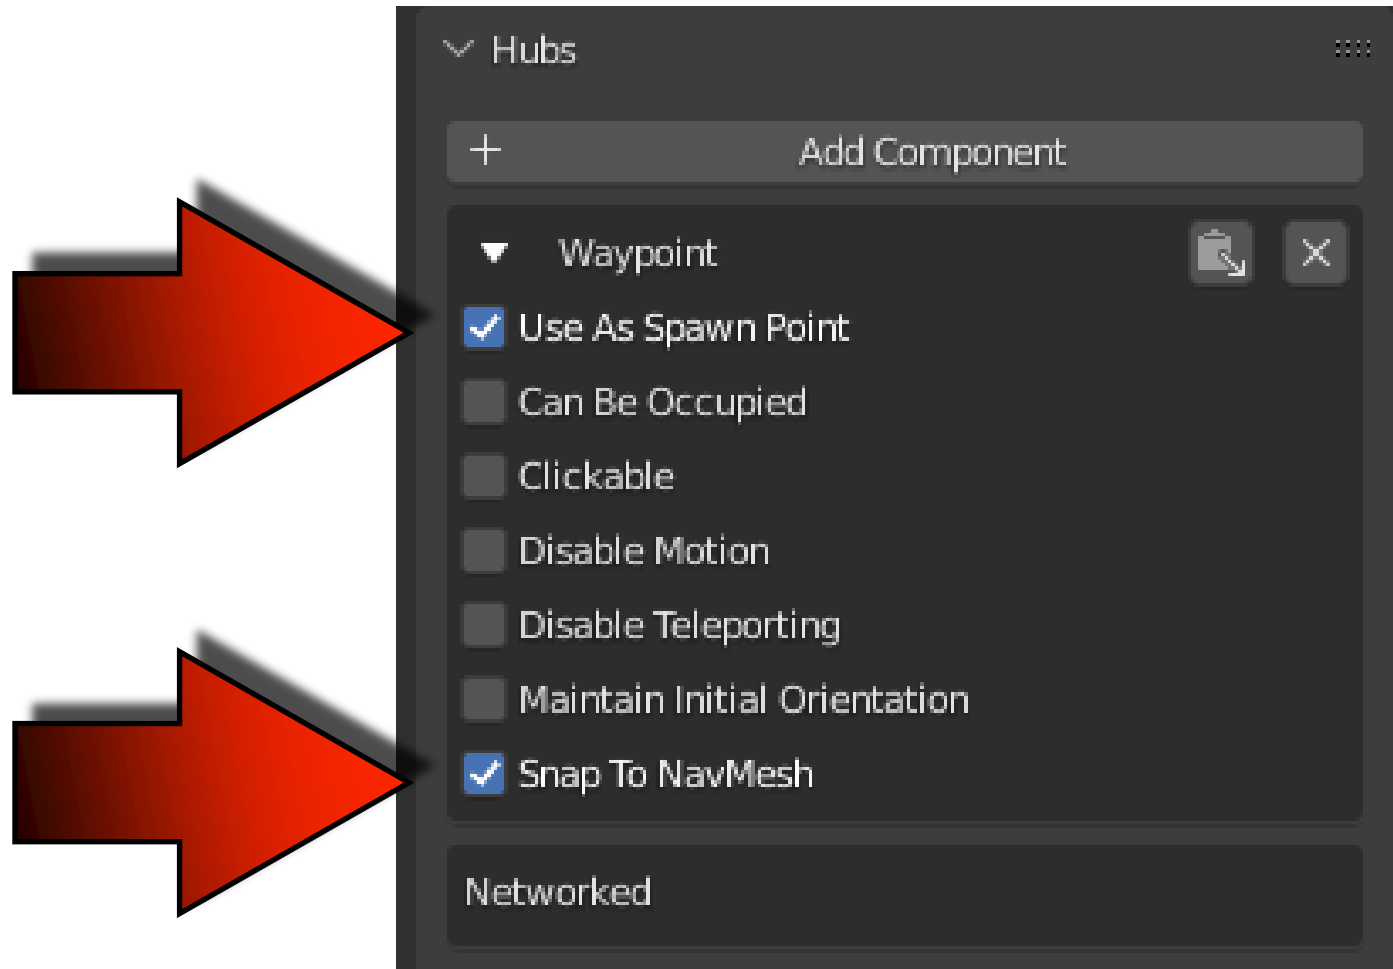 Hubs
Add Component
Waypoint
Use As Spawn Point
Can Be Occupied
Clickable
Disable Motion
Disable Teleporting
Maintain Initial Orientation
Snap To NavMesh
Networked